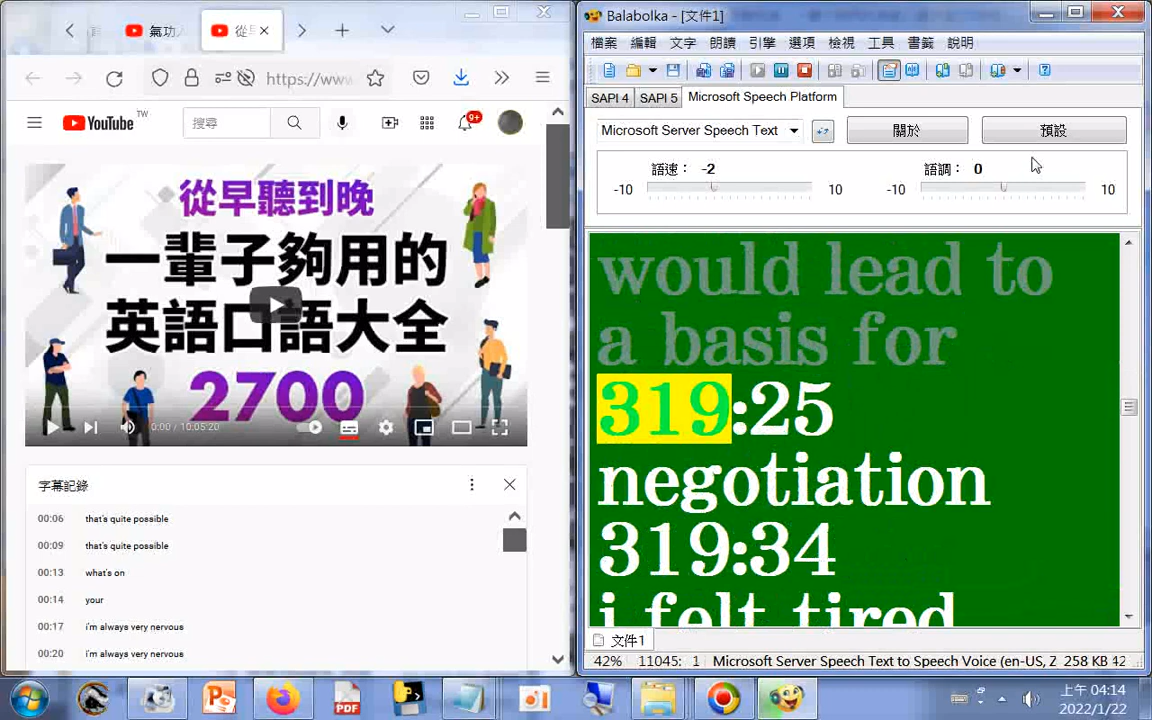 氣功
從
https://www
YouTube TW
搜尋
9+
從早聽到晚
一輩子夠用的
英語口語大全
2700
0:00 / 10:05:20
字幕記錄
00:06 that's quite possible
00:09 that's quite possible
00:13 what's on
00:14 your
00:17 i'm always very nervous
00:20 i'm always very nervous
Balabolka - [文件1]
檔案 編輯 文字 朗讀 引擎 選項 檢視 工具 書籤 說明
SAPI 4 SAPI 5 Microsoft Speech Platform
Microsoft Server Speech Text 關於 預設
語速： -2 語調： 0
-10 10 -10 10
would lead to
a basis for
319:25
negotiation
319:34
i felt tired
文件1
42% 11045: 1 Microsoft Server Speech Text to Speech Voice (en-US, Z 258 KB 42
PDF
上午 04:14
2022/1/22